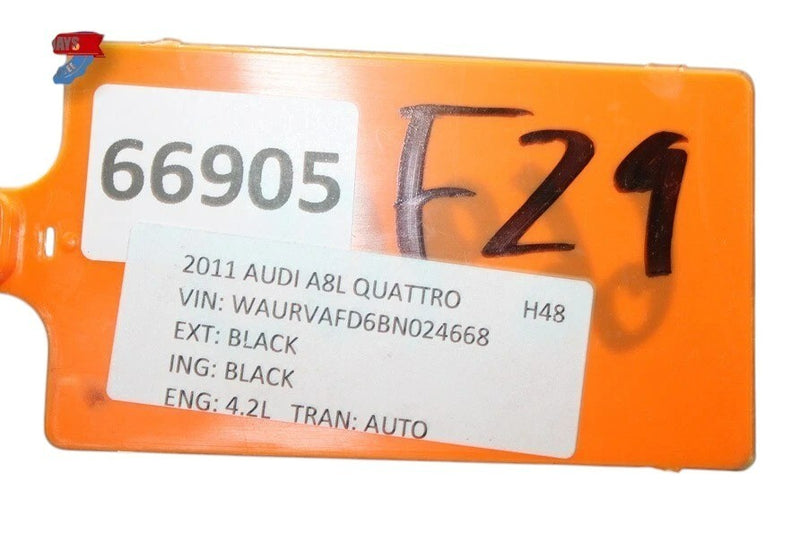 66905
F29
2011 AUDI A8L QUATTRO H48
VIN: WAURVAFD6BN024668
EXT: BLACK
ING: BLACK
ENG: 4.2L TRAN: AUTO